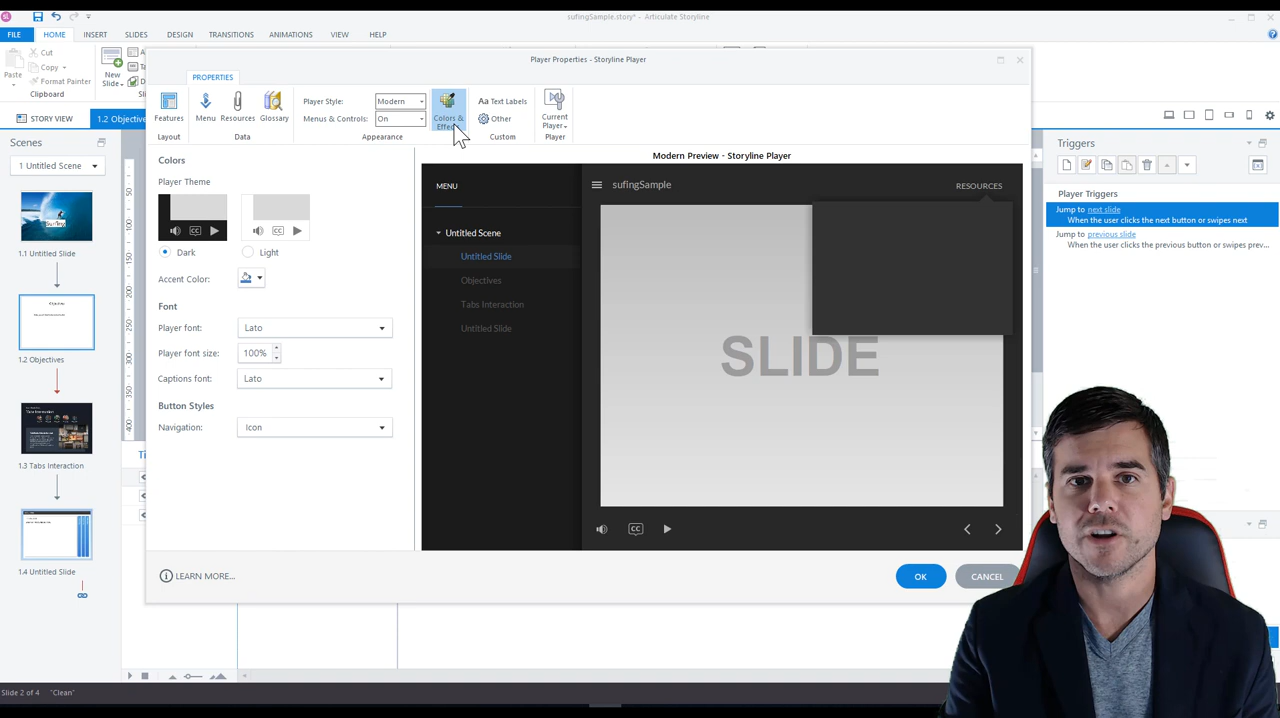 sufingSample.story* - Articulate Storyline
FILE
HOME
INSERT
SLIDES
DESIGN
TRANSITIONS
ANIMATIONS
VIEW
HELP
Player Properties - Storyline Player
Cut
Copy
Format Painter
Paste
Clipboard
New
Slide
PROPERTIES
Features
Menu
Resources
Glossary
Player Style:
Modern
Menus & Controls:
On
Colors &
Aa Text Labels
Other
Current
Player
Layout
Data
Appearance
Custom
Player
STORY VIEW
1.2 Objective
Scenes
1 Untitled Scene
1.1 Untitled Slide
1.2 Objectives
1.3 Tabs Interaction
1.4 Untitled Slide
Colors
Player Theme
Dark
Light
Accent Color:
Font
Player font:
Lato
Player font size:
100%
Captions font:
Lato
Button Styles
Navigation:
Icon
Modern Preview - Storyline Player
MENU
sufingSample
RESOURCES
Untitled Scene
Untitled Slide
Objectives
Tabs Interaction
Untitled Slide
SLIDE
CC
LEARN MORE...
OK
CANCEL
Triggers
Player Triggers
Jump to next slide
When the user clicks the next button or swipes next
Jump to previous slide
When the user clicks the previous button or swipes prev...
Slide 2 of 4
"Clean"